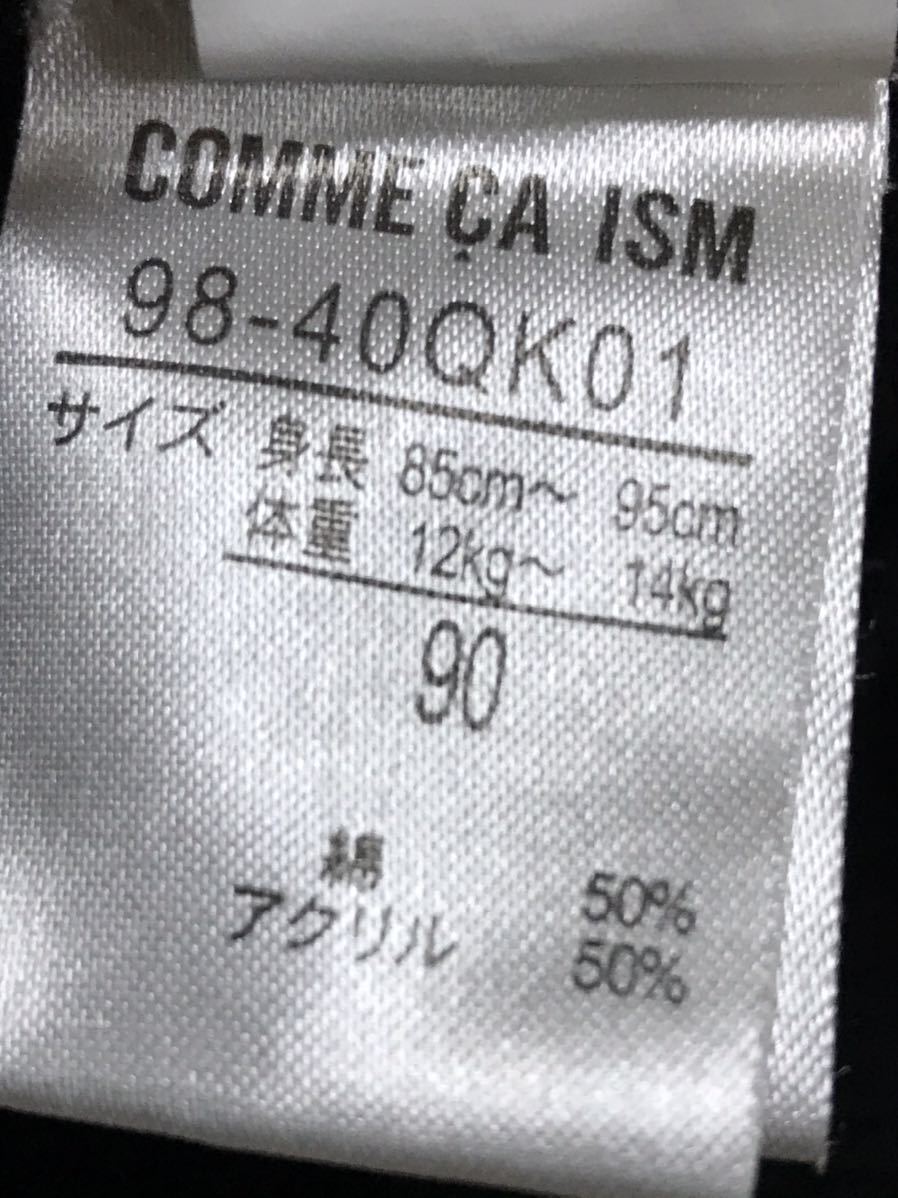 COMME ÇA ISM
98-40QK01
サイズ 身長 85cm～ 95cm
体重 12kg～ 14kg
90
綿 50%
アクリル 50%